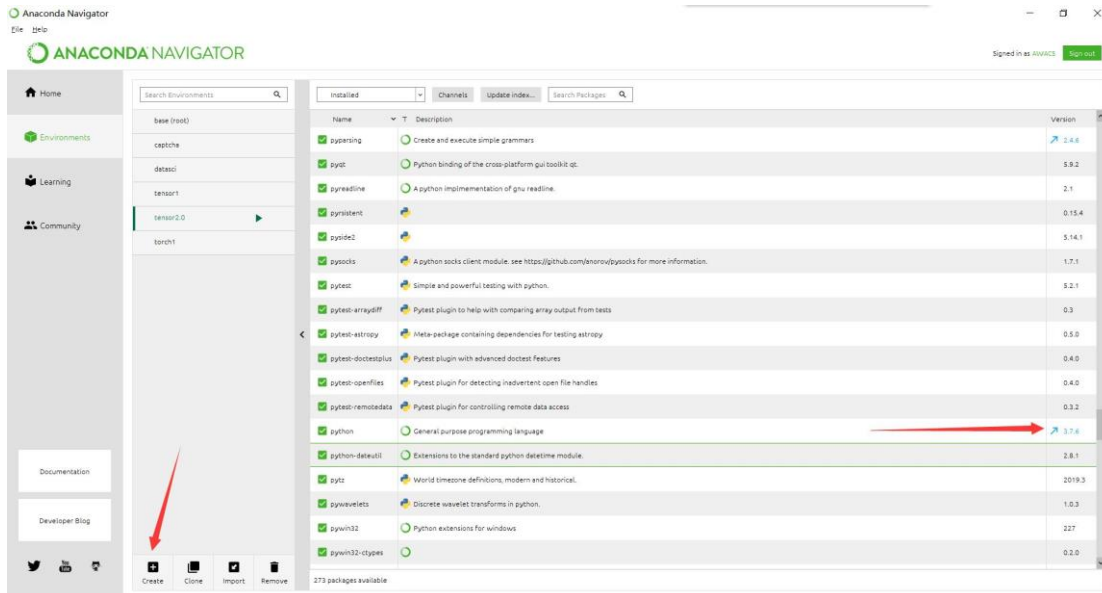 Anaconda Navigator
File Help
ANACONDA NAVIGATOR
Signed in as AWACS Sign out
Home
Environments
Learning
Community
Documentation
Developer Blog
Search Environments
base (root)
captcha
datasci
tensor1
tensor2.0
torch1
Create Clone Import Remove
Installed Channels Update index... Search Packages
Name T Description Version
pyparsing Create and execute simple grammars 2.4.6
pyqt Python binding of the cross-platform gui toolkit qt. 5.9.2
pyreadline A python implmementation of gnu readline. 2.1
pyrsistent 0.15.4
pyside2 5.14.1
pysocks A python socks client module. see https://github.com/anorov/pysocks for more information. 1.7.1
pytest Simple and powerful testing with python. 5.2.1
pytest-arraydiff Pytest plugin to help with comparing array output from tests 0.3
pytest-astropy Meta-package containing dependencies for testing astropy 0.5.0
pytest-doctestplus Pytest plugin with advanced doctest features 0.4.0
pytest-openfiles Pytest plugin for detecting inadvertent open file handles 0.4.0
pytest-remotedata Pytest plugin for controlling remote data access 0.3.2
python General purpose programming language 3.7.6
python-dateutil Extensions to the standard python datetime module. 2.8.1
pytz World timezone definitions, modern and historical. 2019.3
pywavelets Discrete wavelet transforms in python. 1.0.3
pywin32 Python extensions for windows 227
pywin32-ctypes 0.2.0
273 packages available